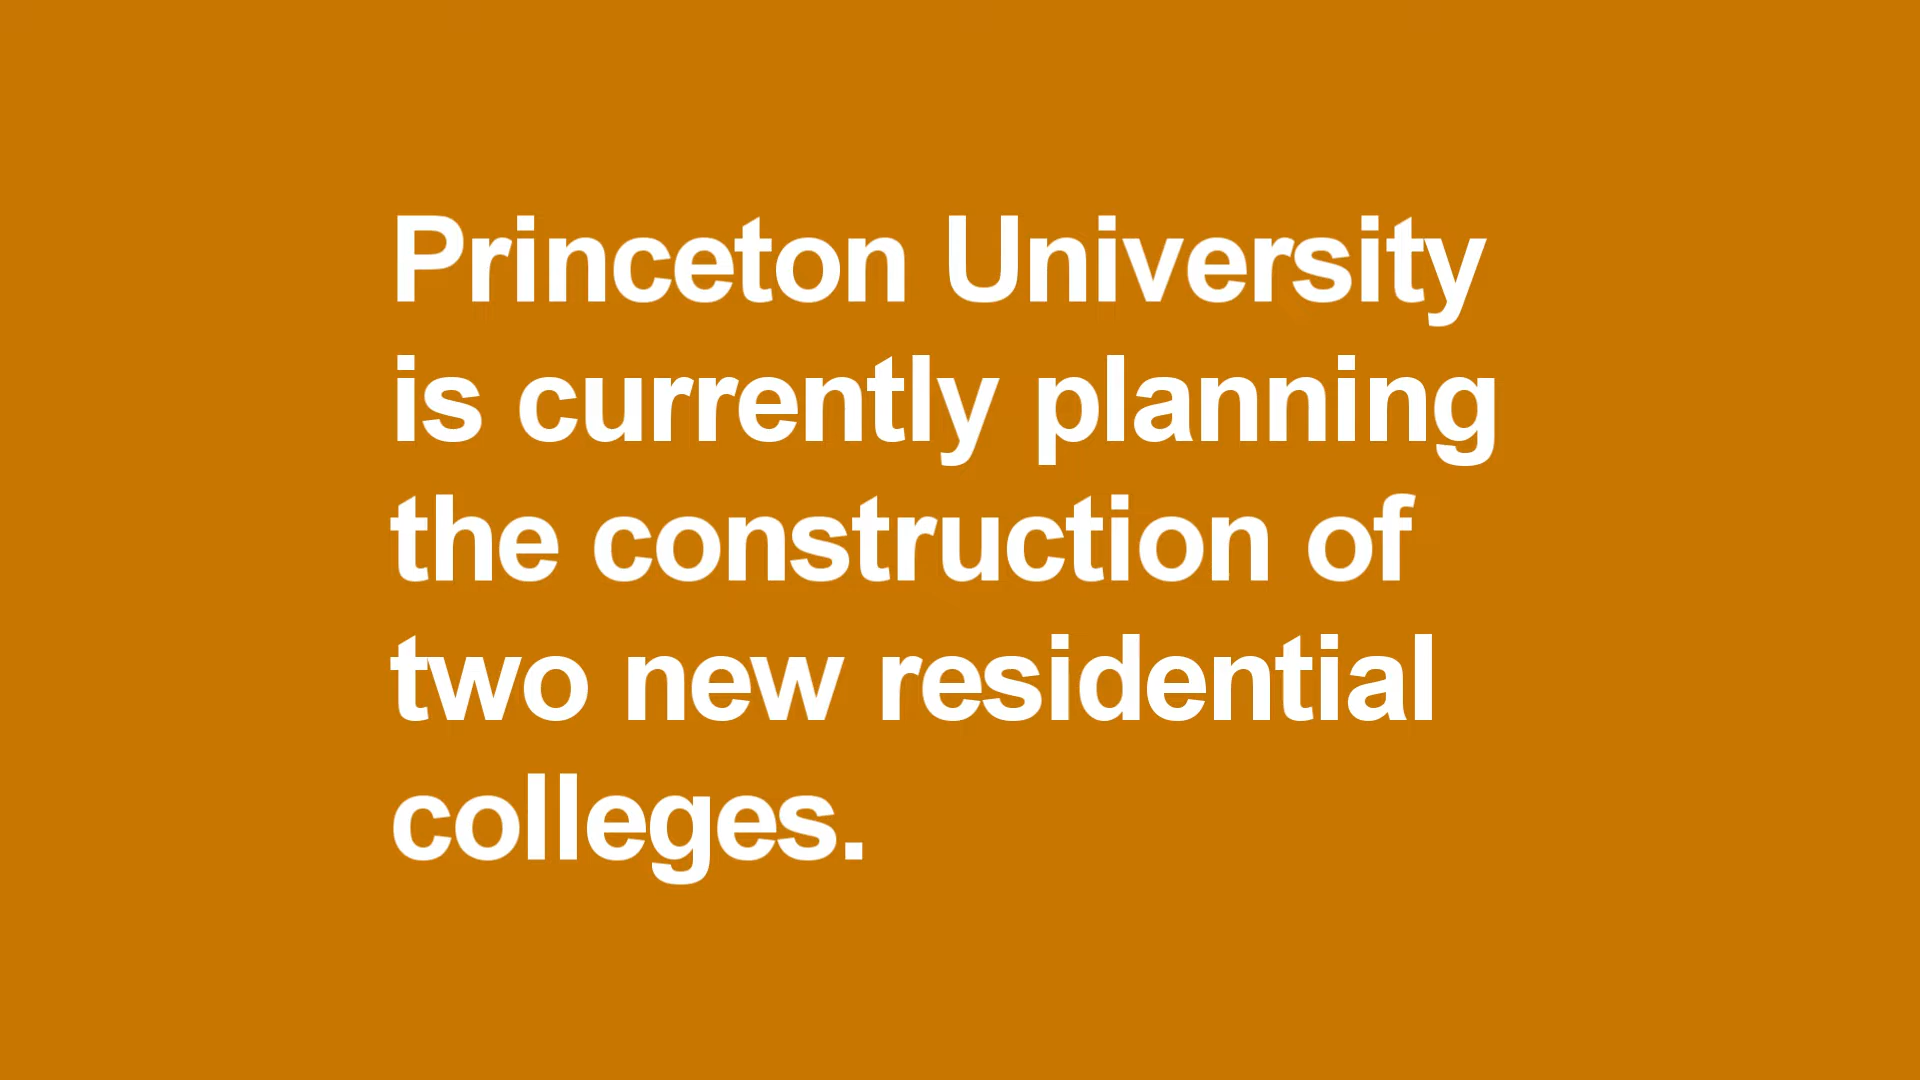 Princeton University
is currently planning
the construction of
two new residential
colleges.